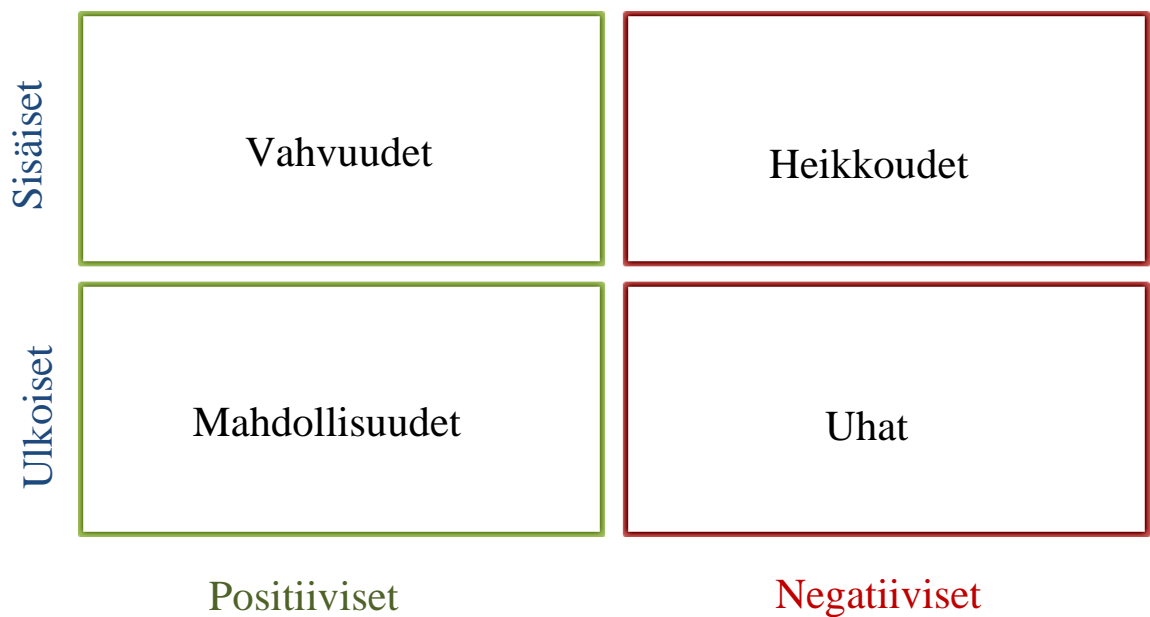 Sisäiset
Vahvuudet
Heikkoudet
Ulkoiset
Mahdollisuudet
Uhat
Positiiviset
Negatiiviset